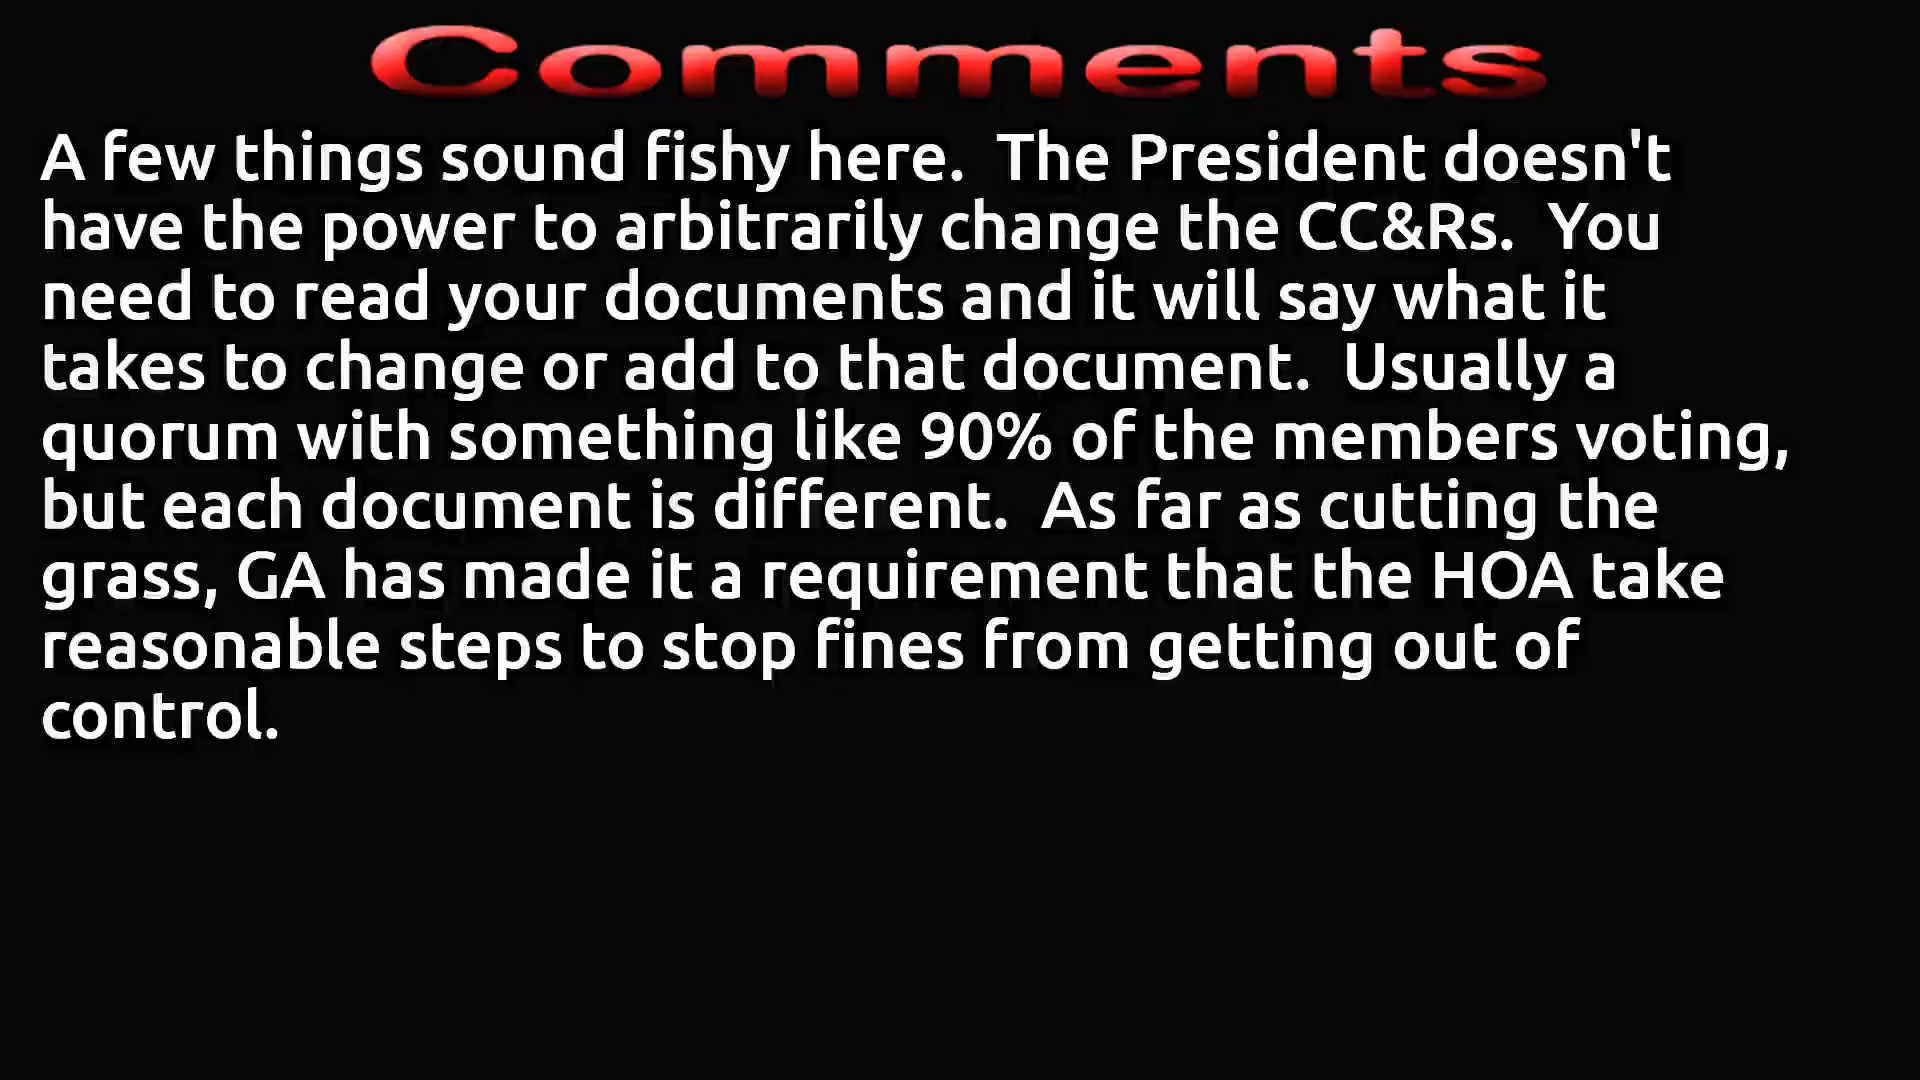 Comments
A few things sound fishy here.  The President doesn't
have the power to arbitrarily change the CC&Rs.  You
need to read your documents and it will say what it
takes to change or add to that document.  Usually a
quorum with something like 90% of the members voting,
but each document is different.  As far as cutting the
grass, GA has made it a requirement that the HOA take
reasonable steps to stop fines from getting out of
control.